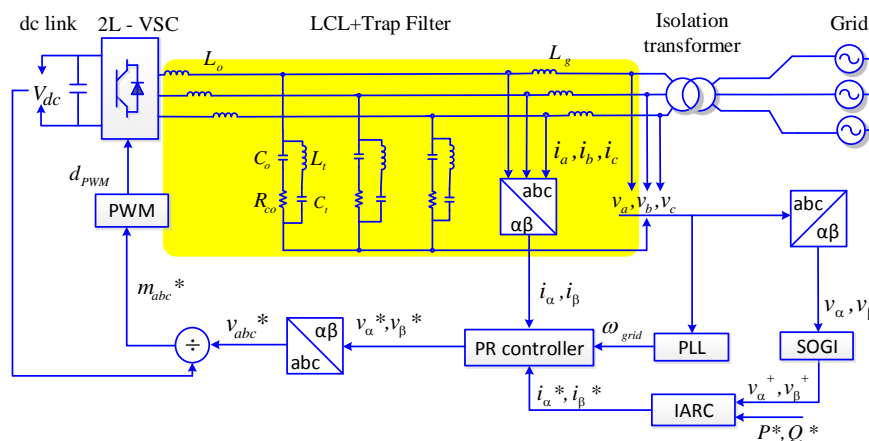 dc link
2L - VSC
LCL+Trap Filter
Isolation
transformer
Grid
L_o
L_g
V_dc
C_o
L_t
R_co
C_t
i_a, i_b, i_c
abc
αβ
v_a, v_b, v_c
abc
αβ
d_PWM
PWM
m_abc*
v_abc*
÷
αβ
abc
v_α*, v_β*
i_α, i_β
PR controller
ω_grid
PLL
v_α, v_β
SOGI
i_α*, i_β*
v_α⁺, v_β⁺
IARC
P*, Q*